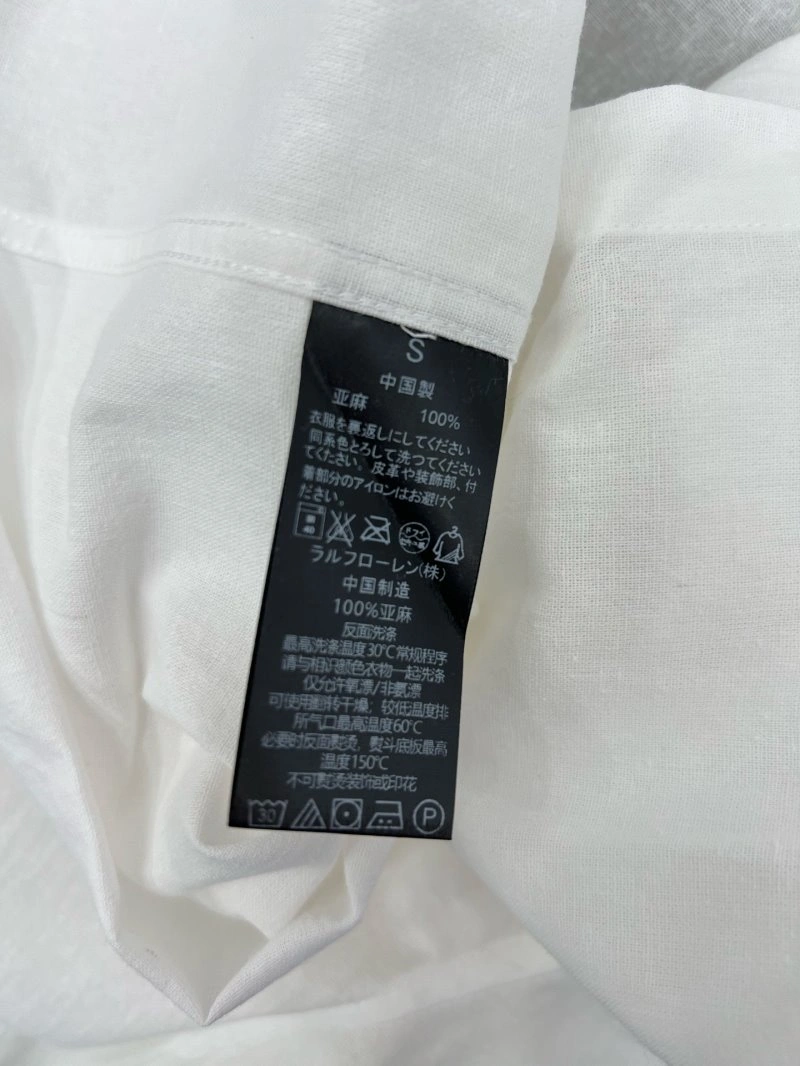 S
中国製
亚麻 100%
衣服を裏返しにしてください
同系色とろして洗つてください
てください。皮革や装飾部、付
着部分のアイロンはお避けく
ださい。
40
ドライ
ラルフローレン(株)
中国制造
100%亚麻
反面洗涤
最高洗涤温度30℃常规程序
请与相识颜色衣物一起洗涤
仅允许氧漂/非氯漂
可使用翻转干燥; 较低温度排
所气口最高温度60℃
必要时反面熨烫, 熨斗底板最高
温度150℃
不可熨烫装饰或印花
30
P